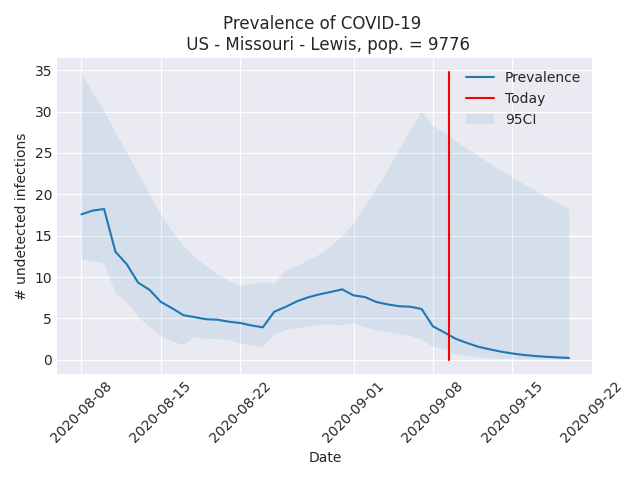 Prevalence of COVID-19
US - Missouri - Lewis, pop. = 9776
Prevalence
Today
95CI
# undetected infections
35
30
25
20
15
10
5
0
2020-08-08
2020-08-15
2020-08-22
2020-09-01
2020-09-08
2020-09-15
2020-09-22
Date